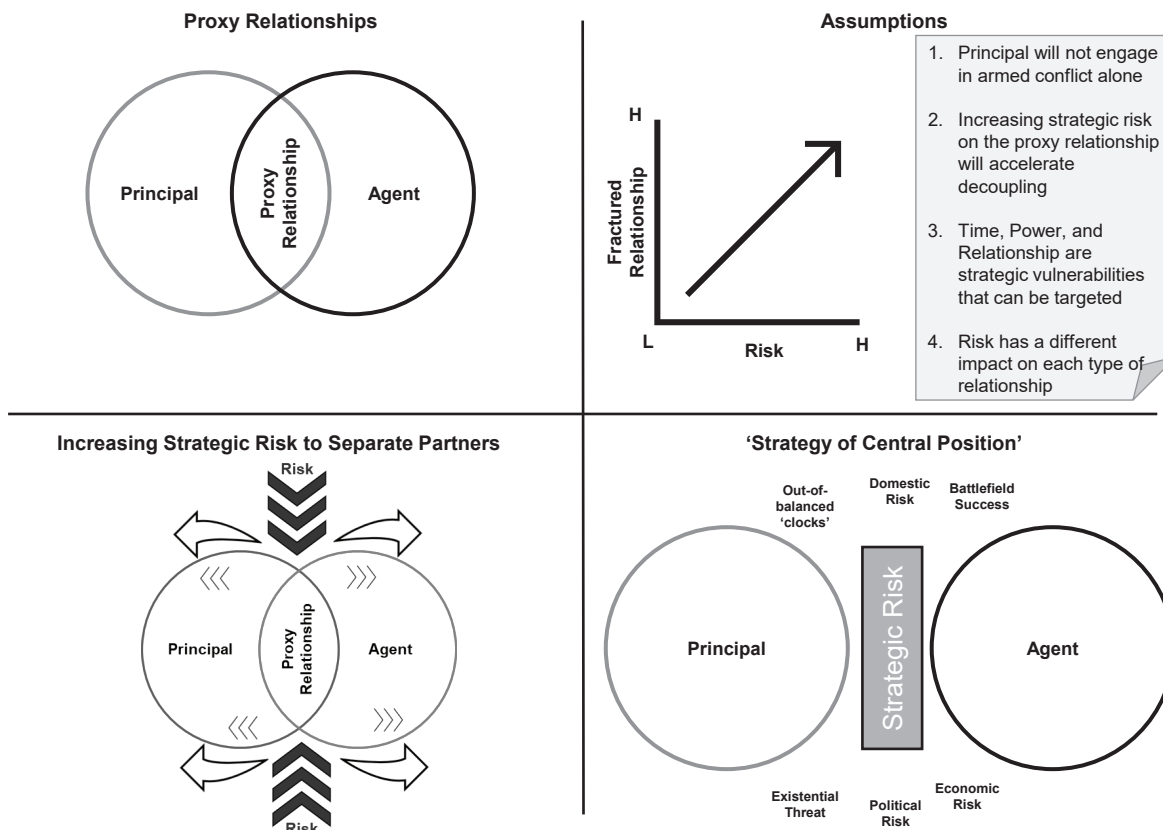 Proxy Relationships
Principal
Proxy
Relationship
Agent
Assumptions
H
Fractured
Relationship
L
Risk
H
1. Principal will not engage
in armed conflict alone
2. Increasing strategic risk
on the proxy relationship
will accelerate
decoupling
3. Time, Power, and
Relationship are
strategic vulnerabilities
that can be targeted
4. Risk has a different
impact on each type of
relationship
Increasing Strategic Risk to Separate Partners
Risk
Principal
Proxy
Relationship
Agent
Risk
‘Strategy of Central Position’
Out-of-
balanced
‘clocks’
Domestic
Risk
Battlefield
Success
Principal
Strategic Risk
Agent
Existential
Threat
Political
Risk
Economic
Risk